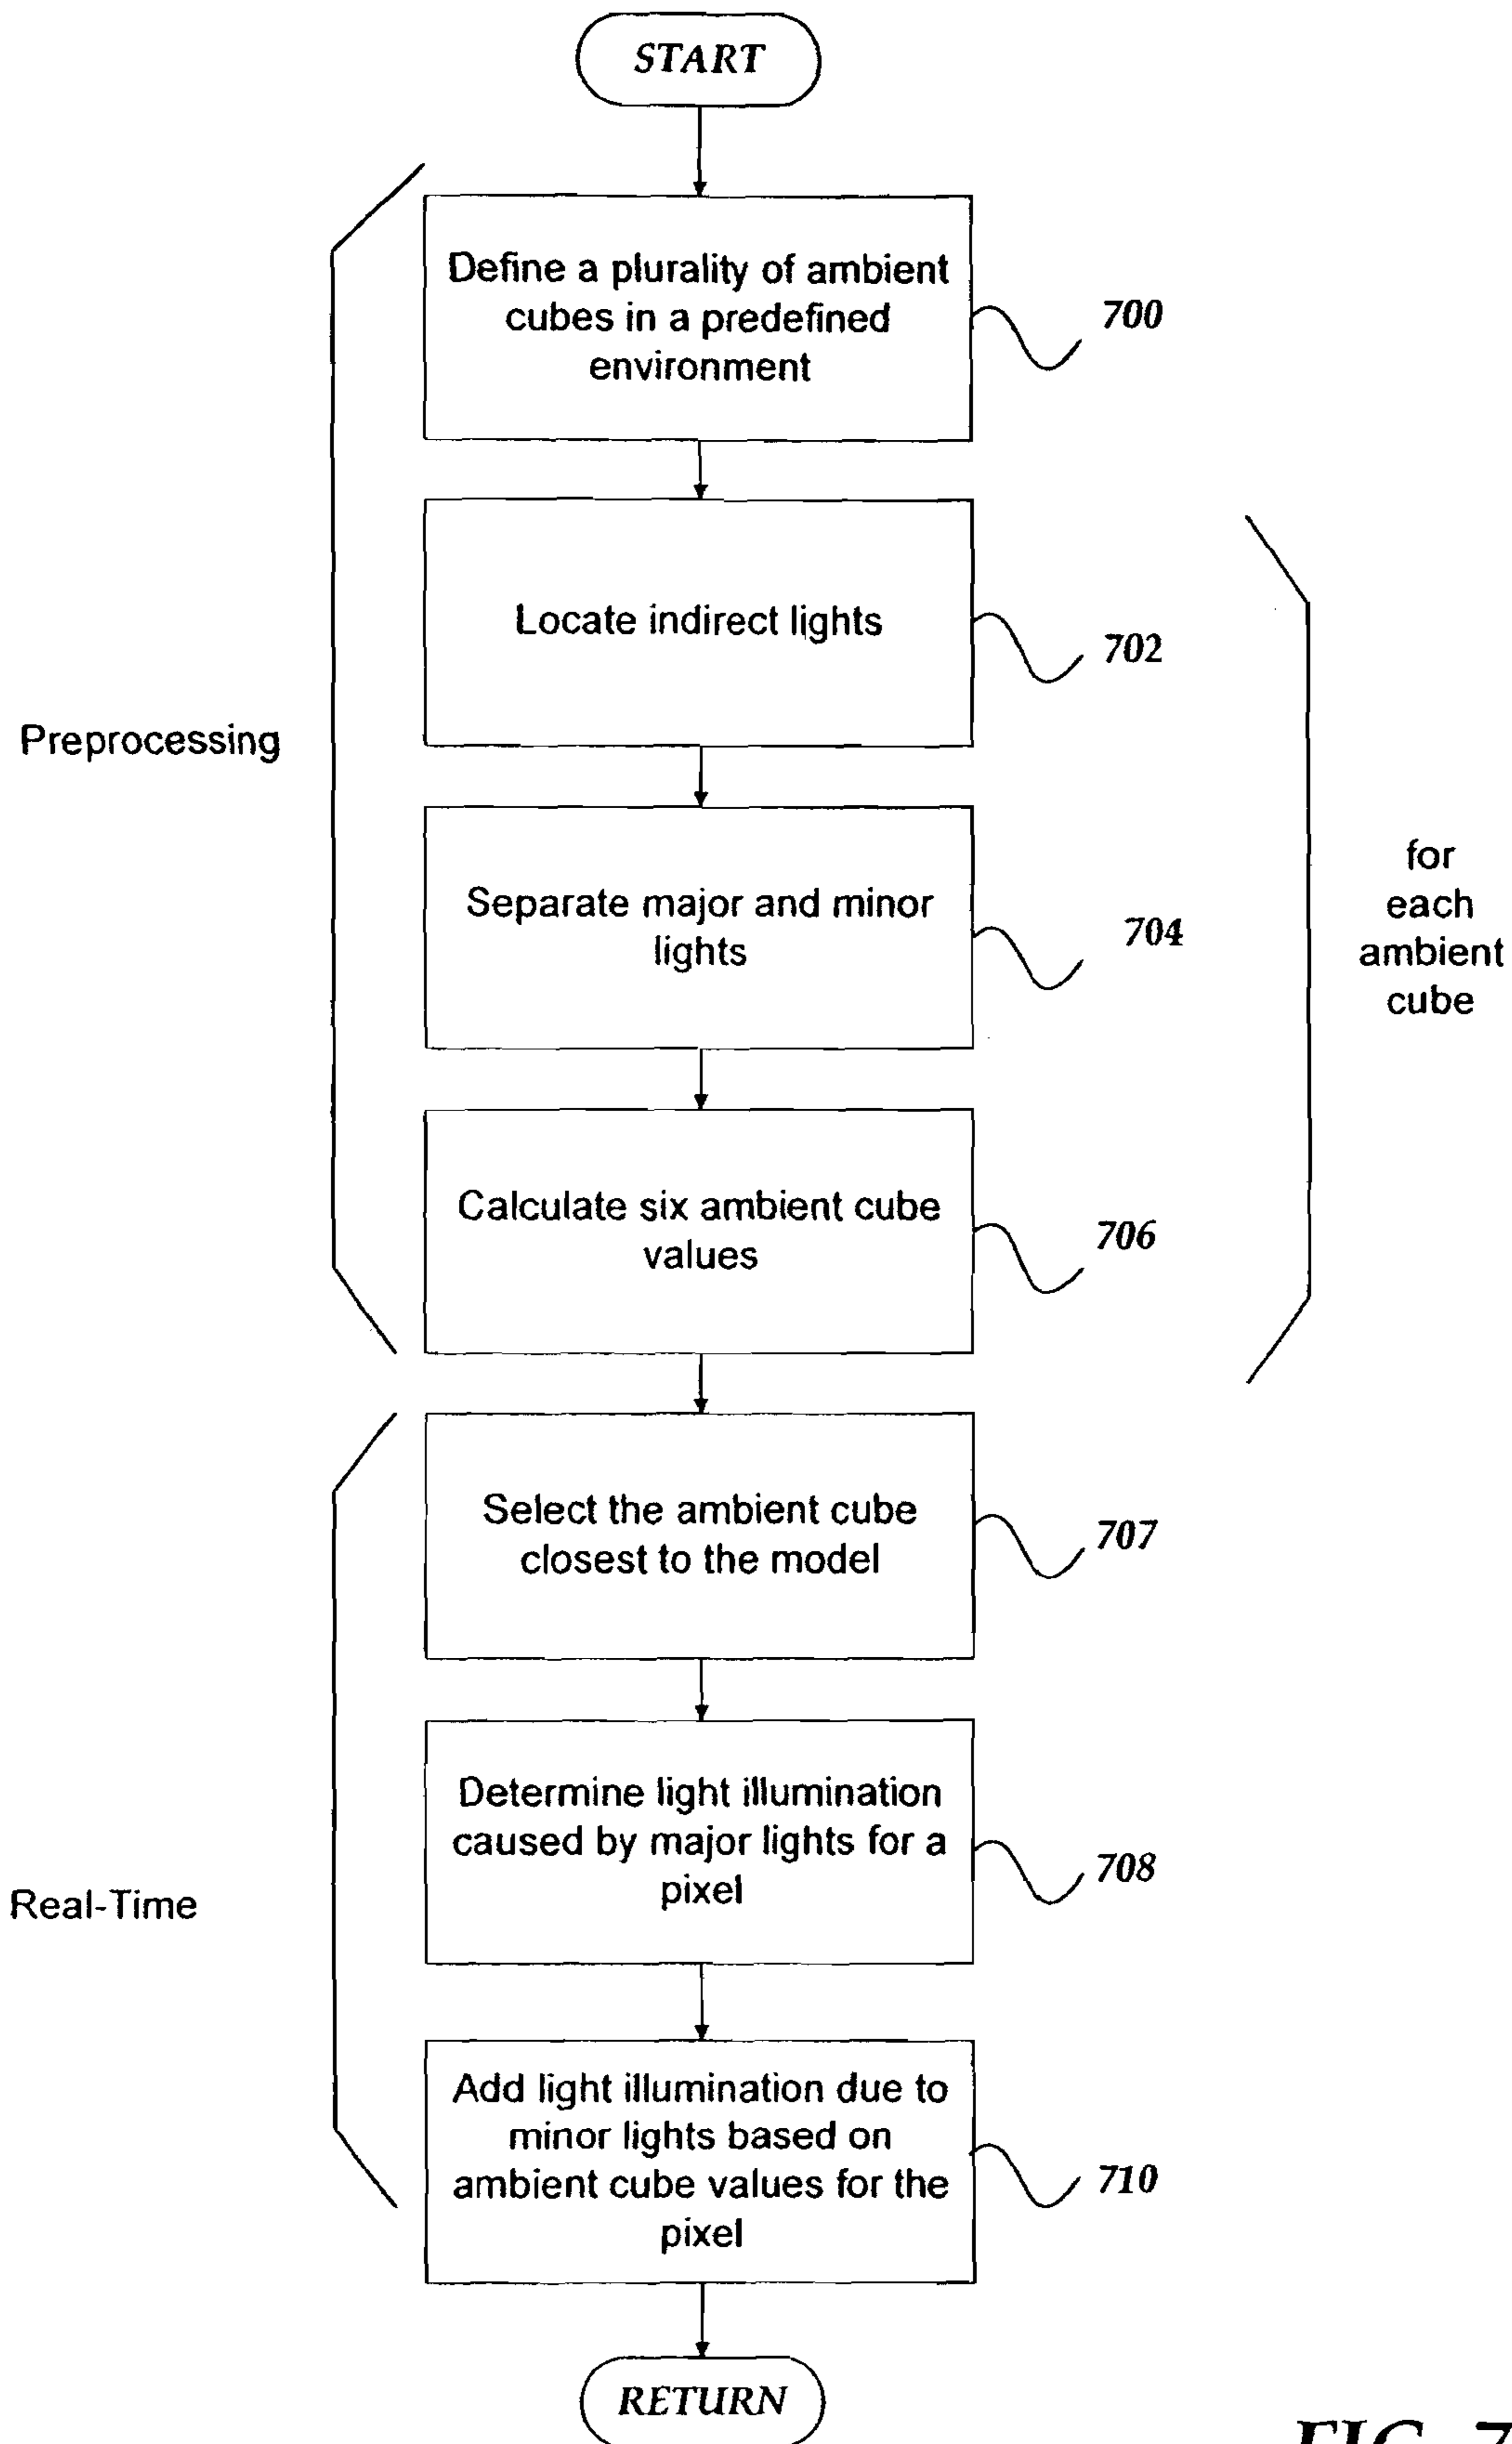 START
Define a plurality of ambient
cubes in a predefined
environment
700
Locate indirect lights
702
Preprocessing
Separate major and minor
lights
704
for
each
ambient
cube
Calculate six ambient cube
values
706
Select the ambient cube
closest to the model
707
Determine light illumination
caused by major lights for a
pixel
708
Real-Time
Add light illumination due to
minor lights based on
ambient cube values for the
pixel
710
RETURN
FIG. 7